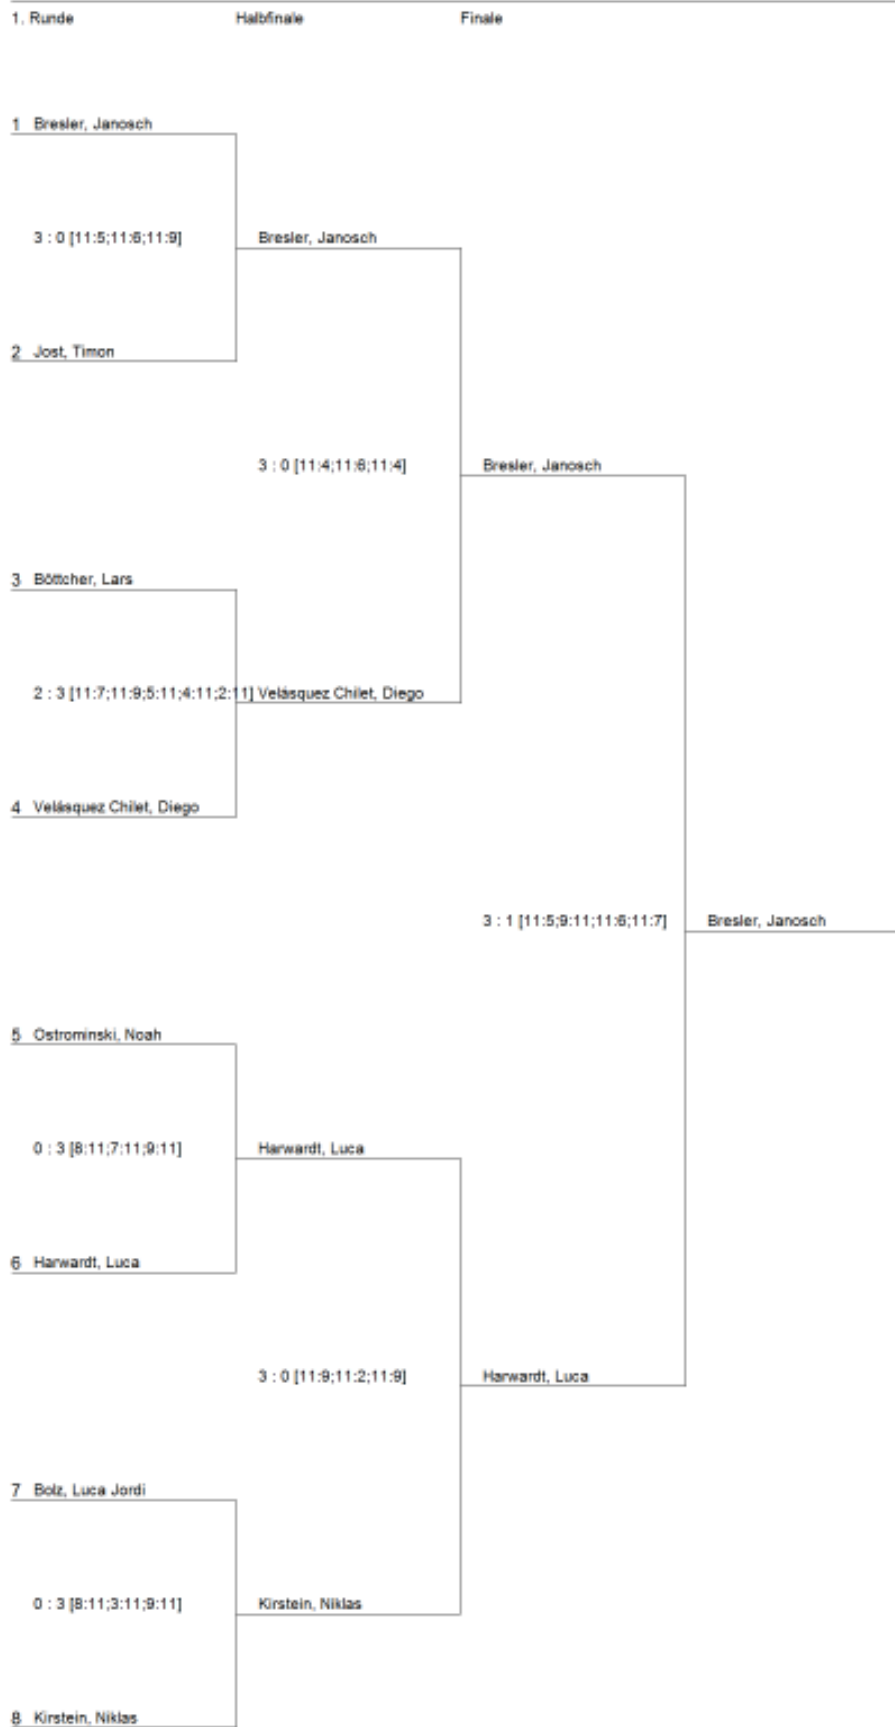 1. Runde Halbfinale Finale
1 Bresler, Janosch
3 : 0 [11:5;11:6;11:9] Bresler, Janosch
2 Jost, Timon
3 : 0 [11:4;11:6;11:4] Bresler, Janosch
3 Böttcher, Lars
2 : 3 [11:7;11:9;5:11;4:11;2:11] Velásquez Chilet, Diego
4 Velásquez Chilet, Diego
3 : 1 [11:5;9:11;11:6;11:7] Bresler, Janosch
5 Ostrominski, Noah
0 : 3 [8:11;7:11;9:11] Harwardt, Luca
6 Harwardt, Luca
3 : 0 [11:9;11:2;11:9] Harwardt, Luca
7 Bolz, Luca Jordi
0 : 3 [8:11;3:11;9:11] Kirstein, Niklas
8 Kirstein, Niklas